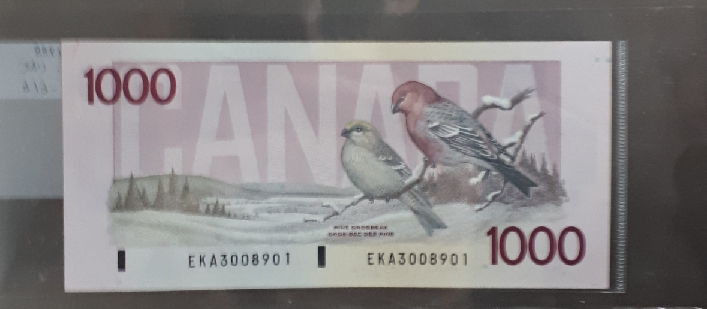 1000
CANADA
PINE GROSBEAK
DUR-BEC DES PINS
1000
EKA3008901 EKA3008901